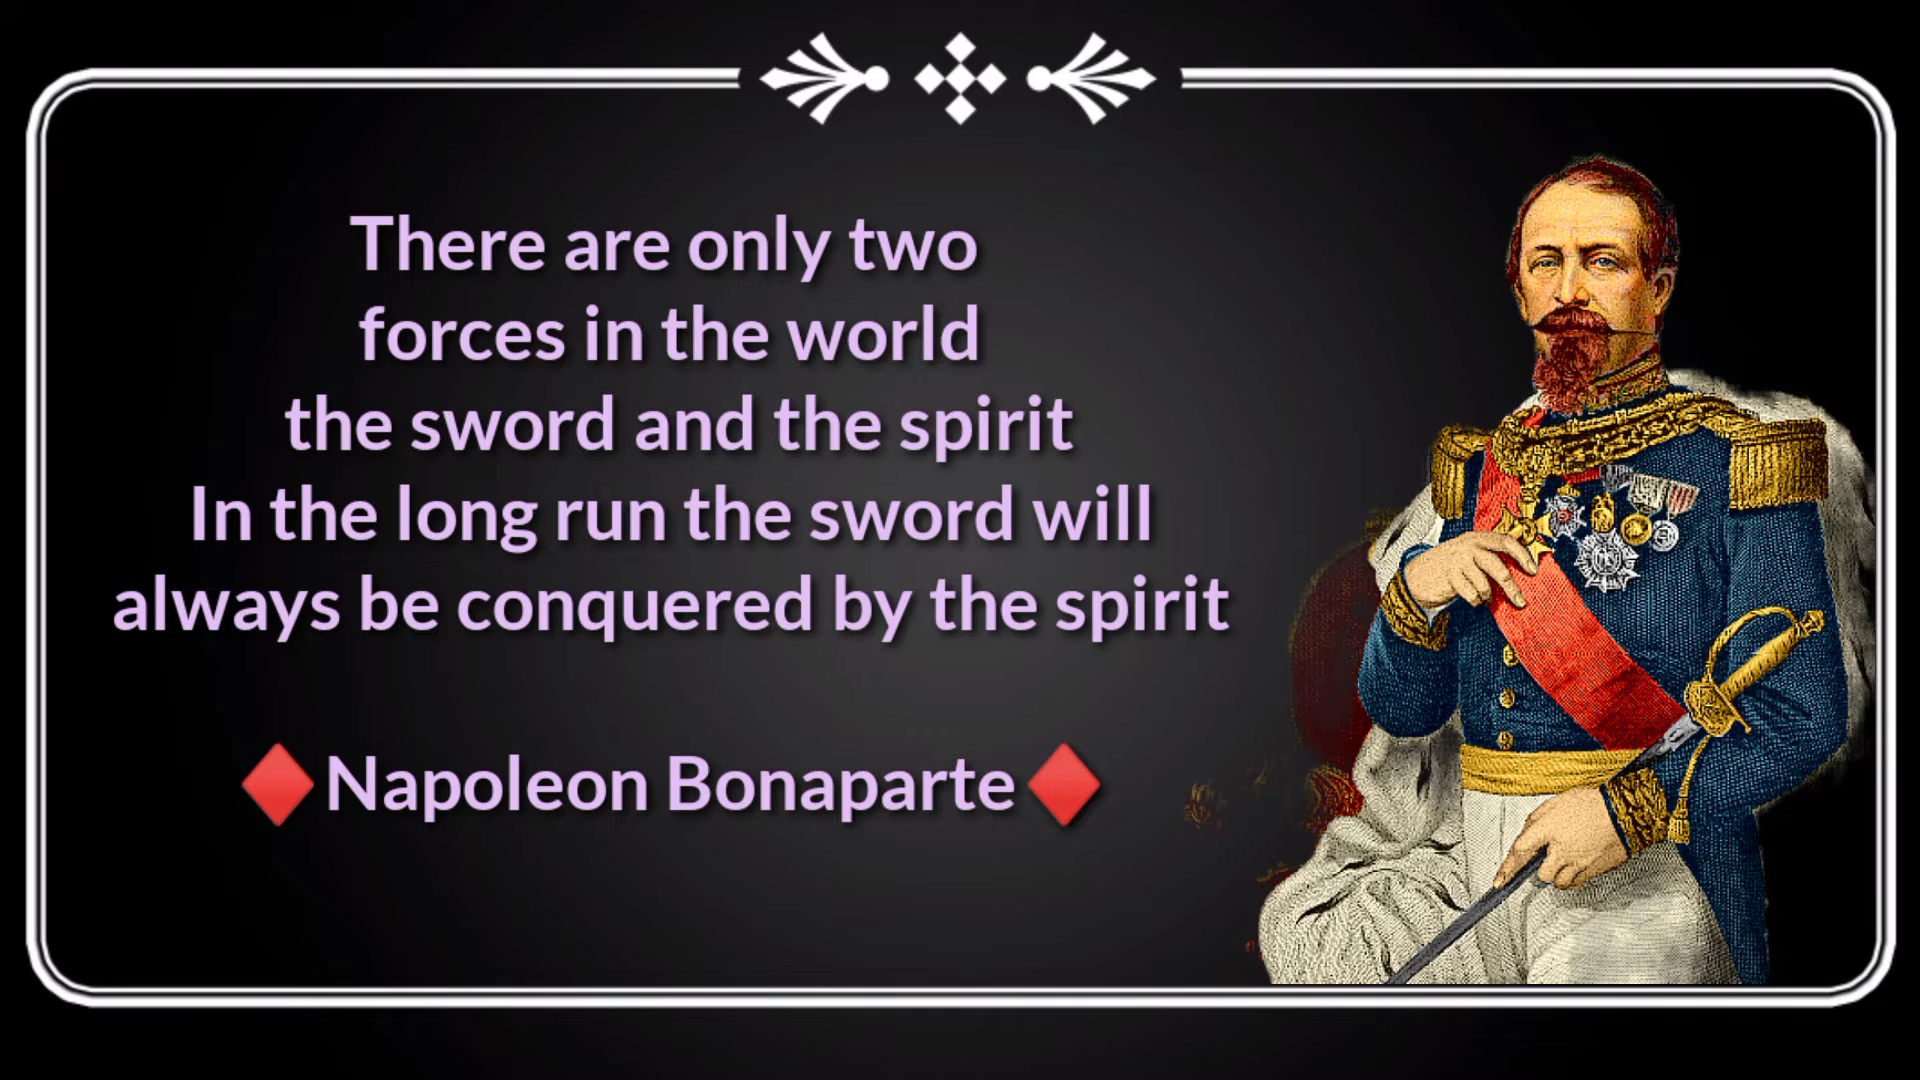 There are only two
forces in the world
the sword and the spirit
In the long run the sword will
always be conquered by the spirit
♦Napoleon Bonaparte♦